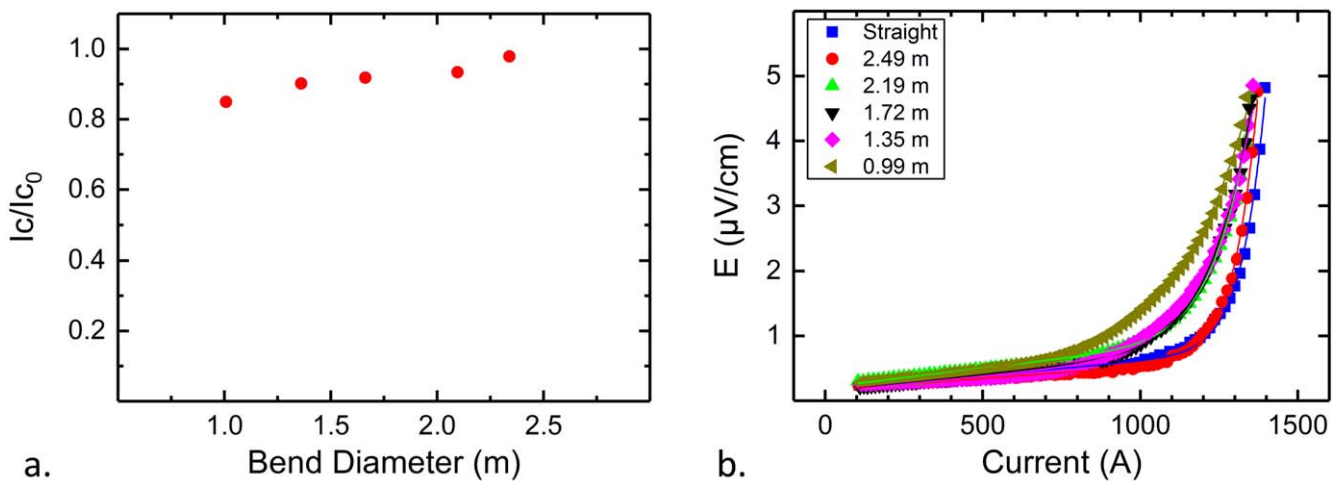 1.0
0.8
0.6
0.4
0.2
Ic/Ic₀
1.0 1.5 2.0 2.5
Bend Diameter (m)
a.
Straight
2.49 m
2.19 m
1.72 m
1.35 m
0.99 m
5
4
3
2
1
E (µV/cm)
0 500 1000 1500
Current (A)
b.